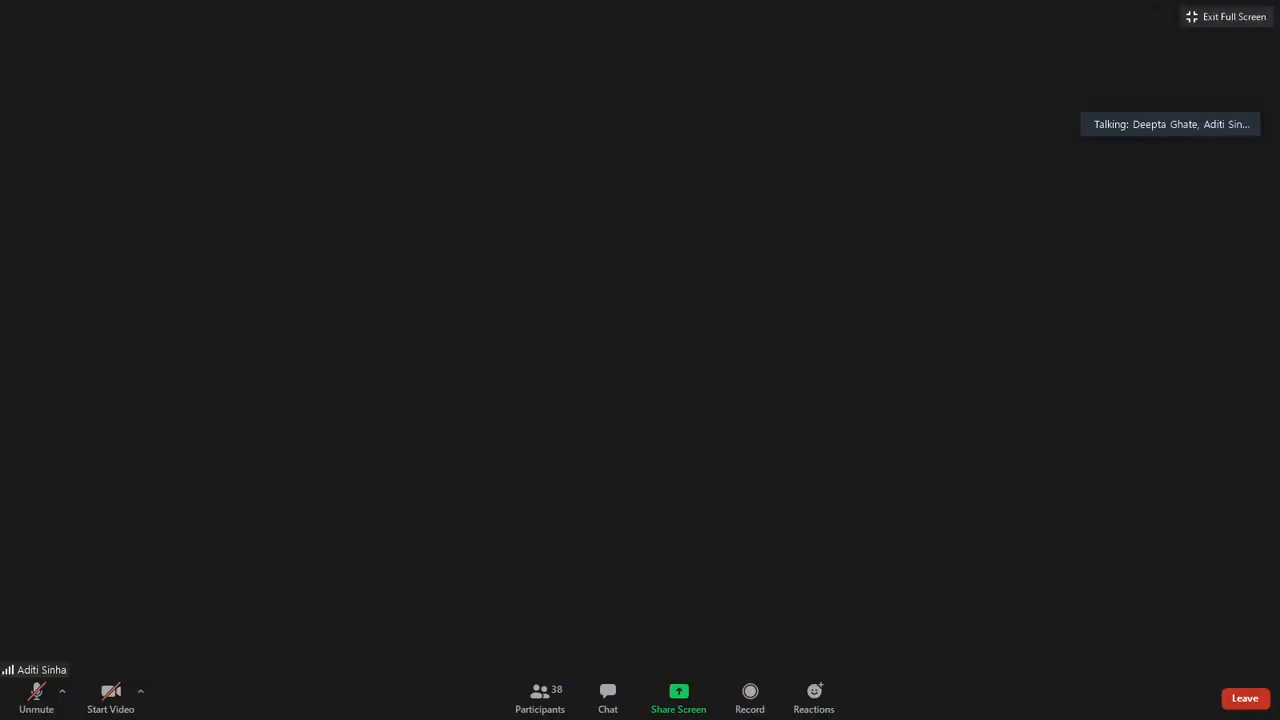 Exit Full Screen
Talking: Deepta Ghate, Aditi Sin...
Aditi Sinha
Unmute
Start Video
38
Participants
Chat
Share Screen
Record
Reactions
Leave